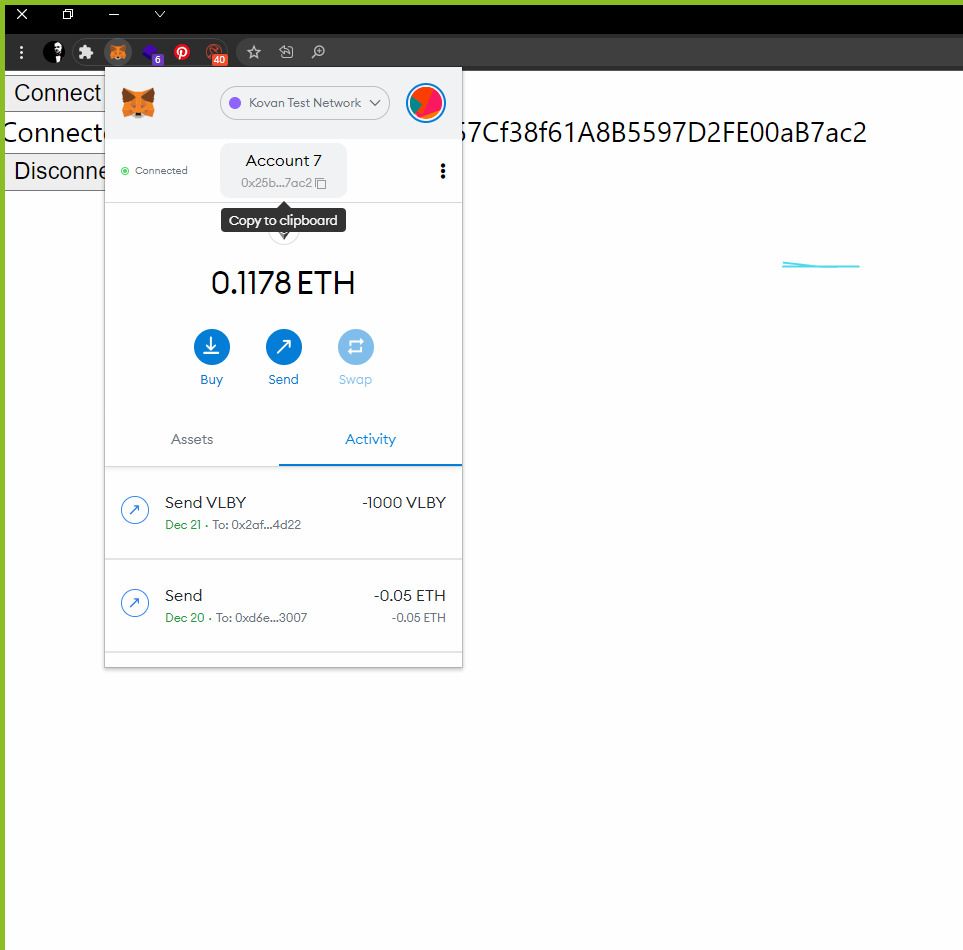 6
40
Connect
Kovan Test Network
57Cf38f61A8B5597D2FE00aB7ac2
Connected
Account 7
0x25b...7ac2
Copy to clipboard
0.1178 ETH
Buy
Send
Swap
Assets
Activity
Send VLBY
-1000 VLBY
Dec 21 · To: 0x2af...4d22
Send
-0.05 ETH
Dec 20 · To: 0xd6e...3007
-0.05 ETH